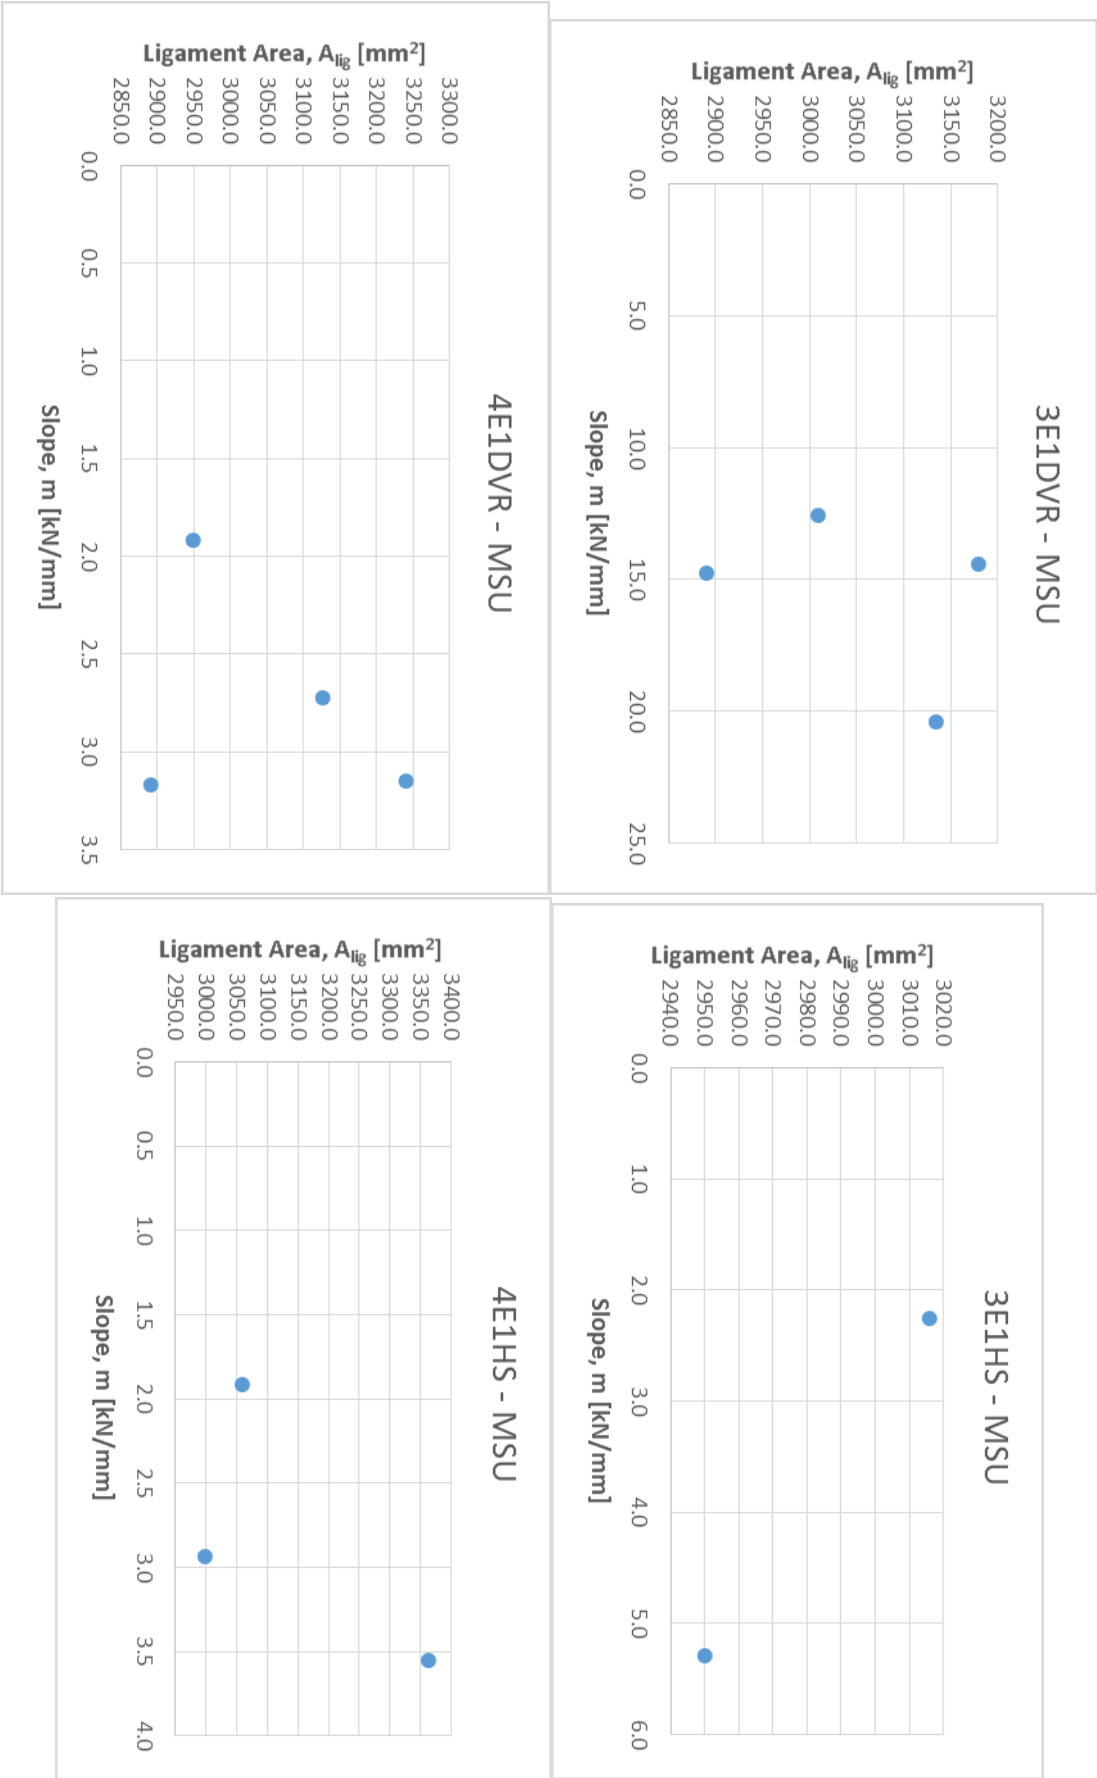 3E1DVR - MSU
Ligament Area, Alig [mm²]
3200.0
3150.0
3100.0
3050.0
3000.0
2950.0
2900.0
2850.0
0.0 5.0 10.0 15.0 20.0 25.0
Slope, m [kN/mm]
3E1HS - MSU
Ligament Area, Alig [mm²]
3020.0
3010.0
3000.0
2990.0
2980.0
2970.0
2960.0
2950.0
2940.0
0.0 1.0 2.0 3.0 4.0 5.0 6.0
Slope, m [kN/mm]
4E1DVR - MSU
Ligament Area, Alig [mm²]
3300.0
3250.0
3200.0
3150.0
3100.0
3050.0
3000.0
2950.0
2900.0
2850.0
0.0 0.5 1.0 1.5 2.0 2.5 3.0 3.5
Slope, m [kN/mm]
4E1HS - MSU
Ligament Area, Alig [mm²]
3400.0
3350.0
3300.0
3250.0
3200.0
3150.0
3100.0
3050.0
3000.0
2950.0
0.0 0.5 1.0 1.5 2.0 2.5 3.0 3.5 4.0
Slope, m [kN/mm]